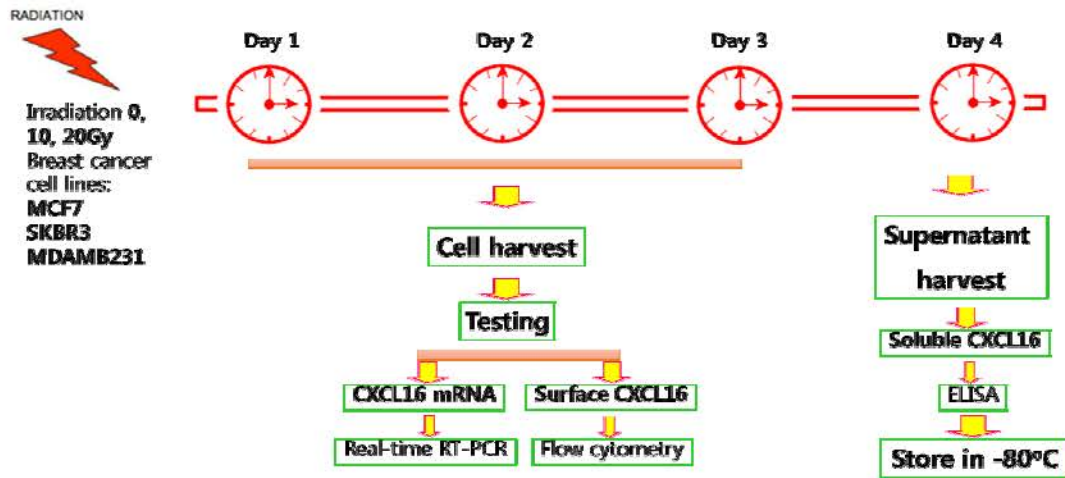 RADIATION
Irradiation 0,
10, 20Gy
Breast cancer
cell lines:
MCF7
SKBR3
MDAMB231
Day 1
Day 2
Day 3
Day 4
Cell harvest
Testing
CXCL16 mRNA
Surface CXCL16
Real-time RT-PCR
Flow cytometry
Supernatant
harvest
Soluble CXCL16
ELISA
Store in -80ºC